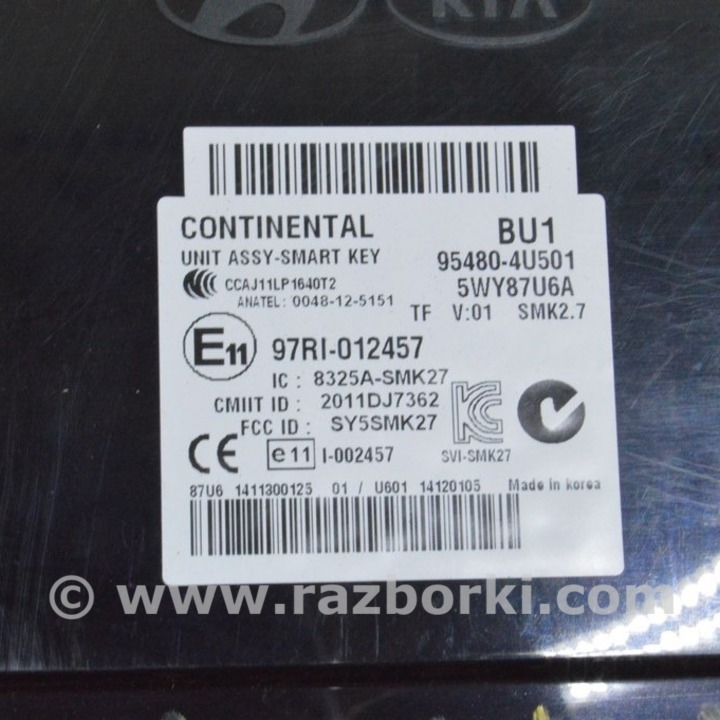 KIA
CONTINENTAL BU1
UNIT ASSY-SMART KEY 95480-4U501
CCAJ11LP1640T2 5WY87U6A
ANATEL: 0048-12-5151
TF V:01 SMK2.7
E11 97RI-012457
IC : 8325A-SMK27
CMIIT ID : 2011DJ7362
FCC ID : SY5SMK27
CE e11 I-002457 SVI-SMK27
87U6 1411300125 01 / U601 14120105 Made in korea
© www.razborki.com